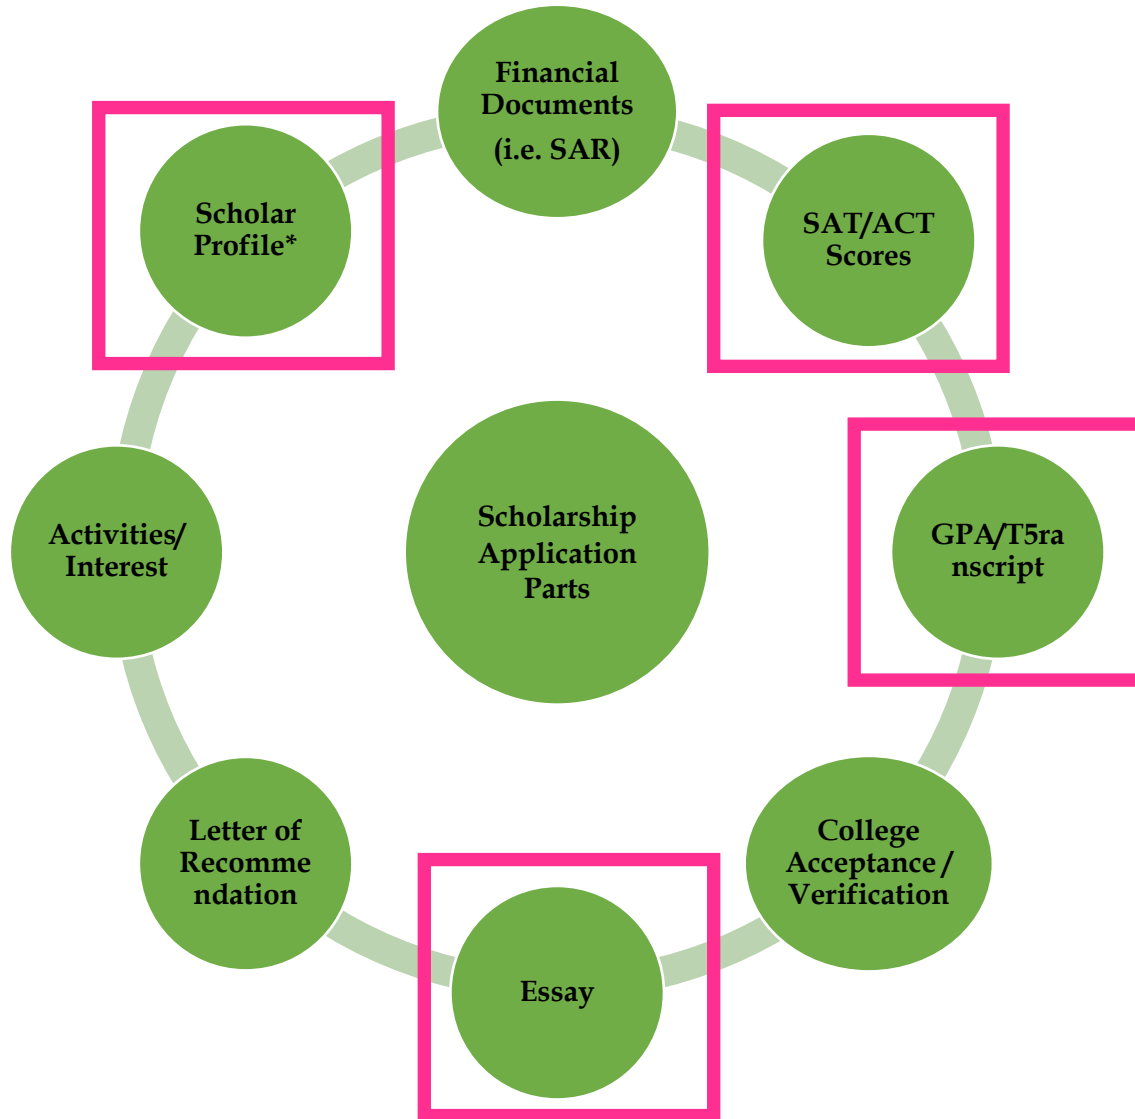 Financial
Documents
(i.e. SAR)
SAT/ACT
Scores
GPA/T5ra
nscript
College
Acceptance /
Verification
Essay
Letter of
Recomme
ndation
Activities/
Interest
Scholar
Profile*
Scholarship
Application
Parts